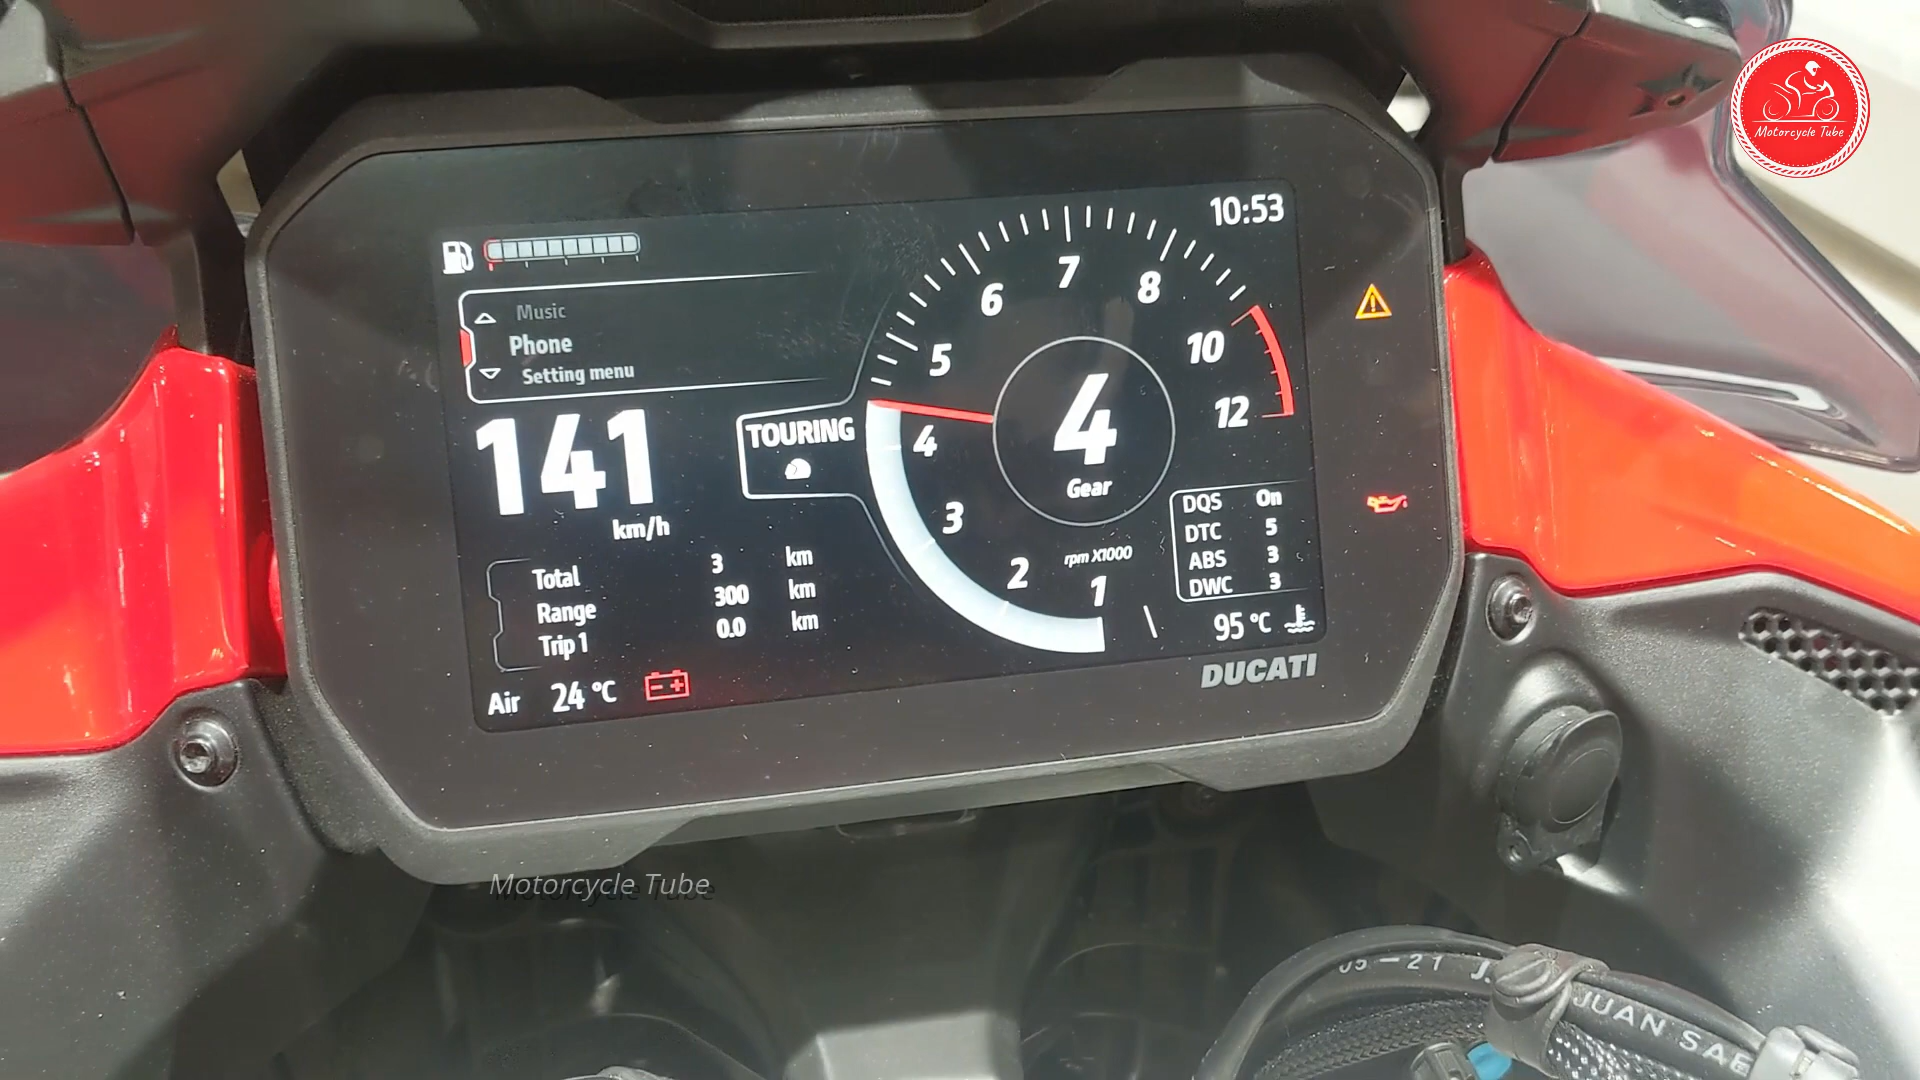 Motorcycle Tube
10:53
Music
Phone
Setting menu
141
km/h
TOURING
Total 3 km
Range 300 km
Trip 1 0.0 km
Air 24 °C
1
2
3
4
5
6
7
8
10
12
rpm X1000
4
Gear
DQS On
DTC 5
ABS 3
DWC 3
95 °C
DUCATI
Motorcycle Tube
05-21
JUAN SAE